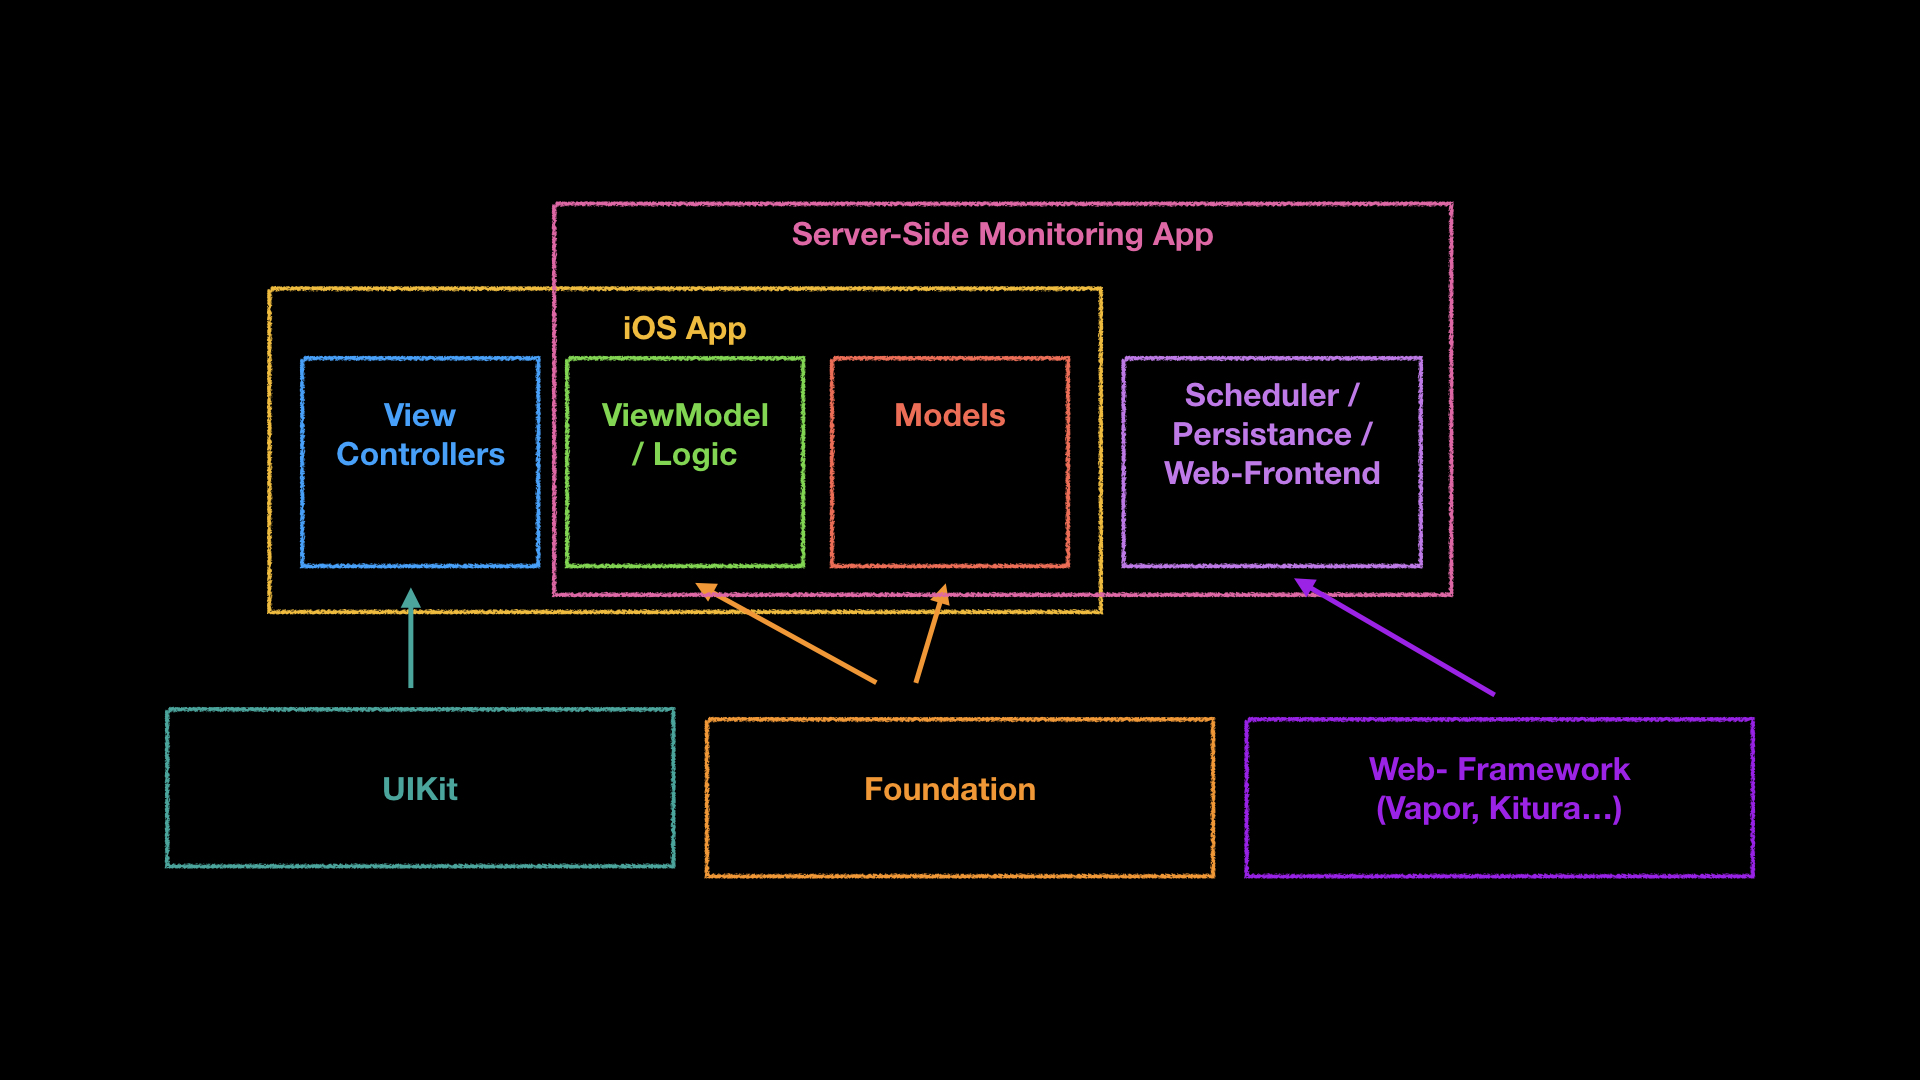 Server-Side Monitoring App
iOS App
View
Controllers
ViewModel
/ Logic
Models
Scheduler /
Persistance /
Web-Frontend
UIKit
Foundation
Web- Framework
(Vapor, Kitura...)